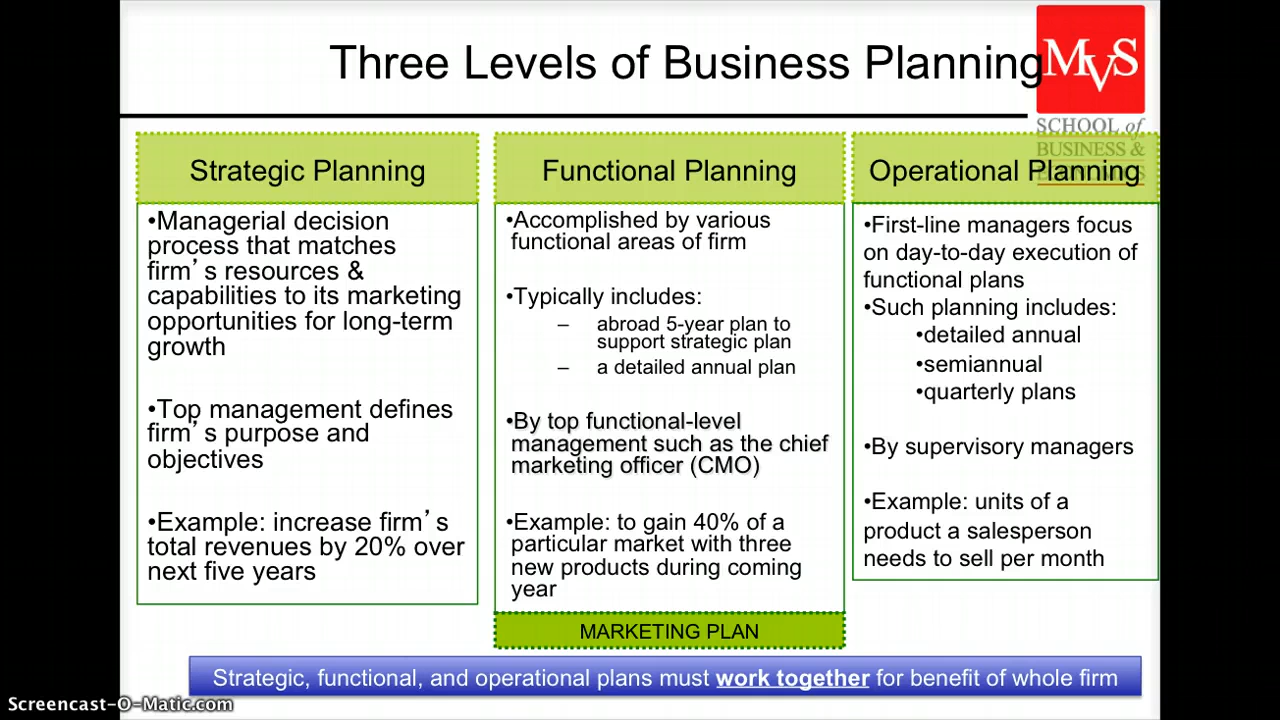 Three Levels of Business Planning
MVS
SCHOOL of
BUSINESS &
Strategic Planning
•Managerial decision
process that matches
firm’s resources &
capabilities to its marketing
opportunities for long-term
growth
•Top management defines
firm’s purpose and
objectives
•Example: increase firm’s
total revenues by 20% over
next five years
Functional Planning
•Accomplished by various
functional areas of firm
•Typically includes:
– abroad 5-year plan to
support strategic plan
– a detailed annual plan
•By top functional-level
management such as the chief
marketing officer (CMO)
•Example: to gain 40% of a
particular market with three
new products during coming
year
MARKETING PLAN
Operational Planning
•First-line managers focus
on day-to-day execution of
functional plans
•Such planning includes:
•detailed annual
•semiannual
•quarterly plans
•By supervisory managers
•Example: units of a
product a salesperson
needs to sell per month
Strategic, functional, and operational plans must work together for benefit of whole firm
Screencast-O-Matic.com